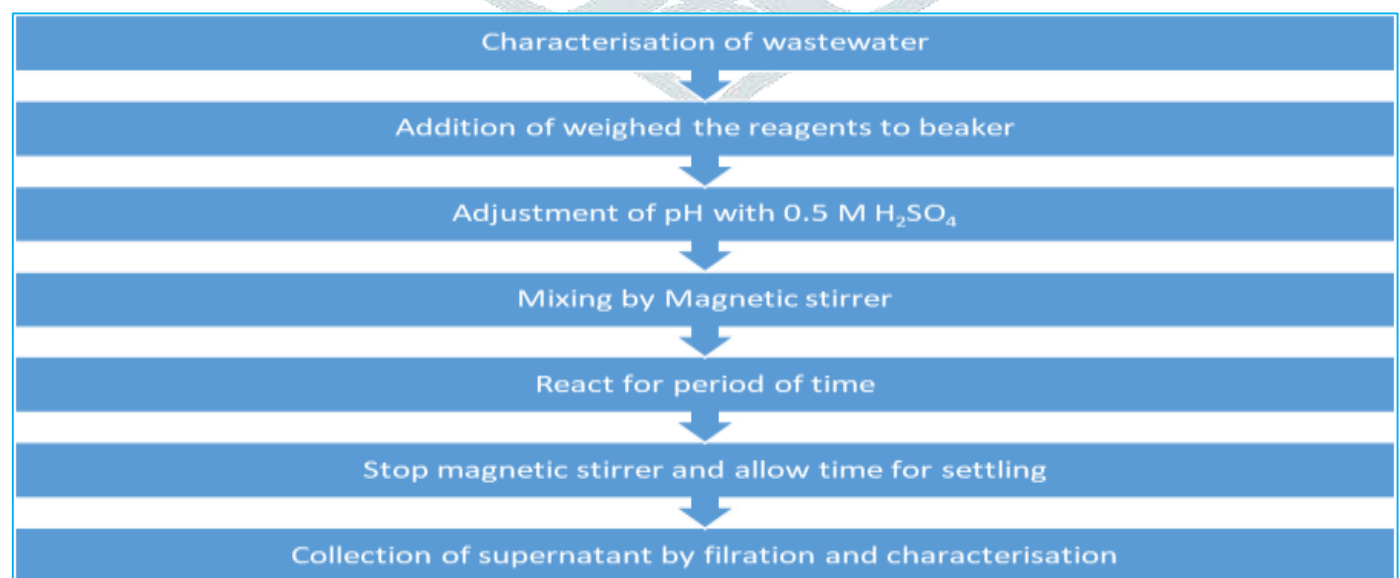 Characterisation of wastewater
Addition of weighed the reagents to beaker
Adjustment of pH with 0.5 M H₂SO₄
Mixing by Magnetic stirrer
React for period of time
Stop magnetic stirrer and allow time for settling
Collection of supernatant by filration and characterisation